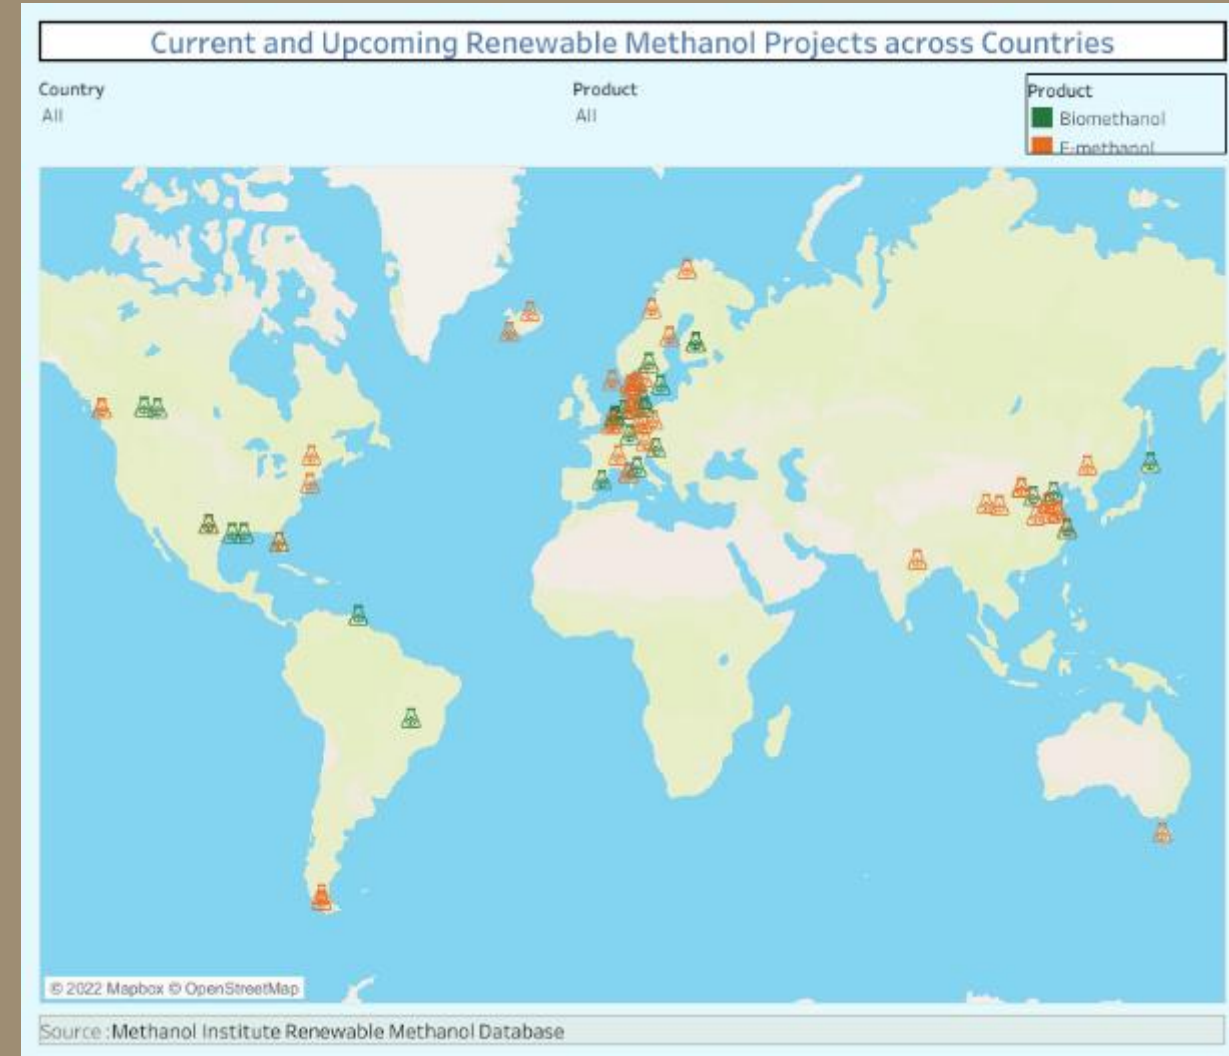 Current and Upcoming Renewable Methanol Projects across Countries
Country
All
Product
All
Product
Biomethanol
E-methanol
© 2022 Mapbox © OpenStreetMap
Source : Methanol Institute Renewable Methanol Database